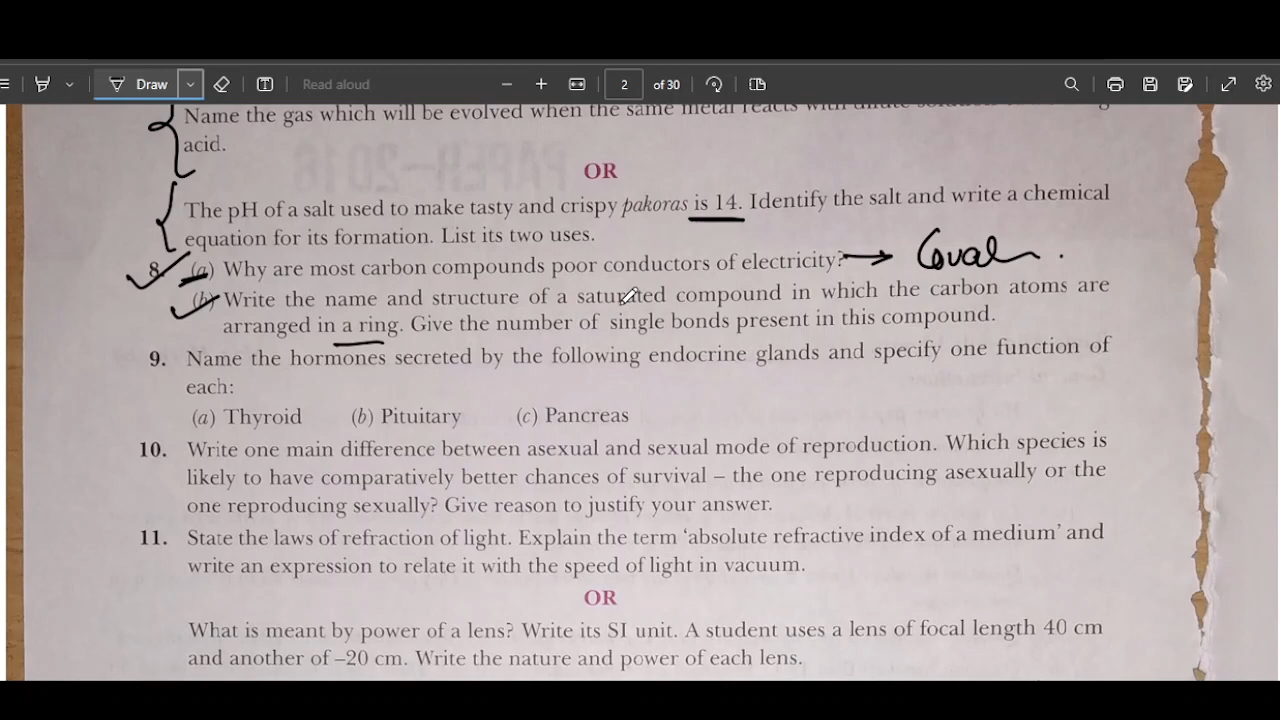 Draw
Read aloud
2
of 30
Name the gas which will be evolved when the same metal reacts with dilute
acid.
PAPER-2018
OR
The pH of a salt used to make tasty and crispy pakoras is 14. Identify the salt and write a chemical
equation for its formation. List its two uses.
8. (a) Why are most carbon compounds poor conductors of electricity? → Coval
(b) Write the name and structure of a saturated compound in which the carbon atoms are
arranged in a ring. Give the number of single bonds present in this compound.
9. Name the hormones secreted by the following endocrine glands and specify one function of
each:
(a) Thyroid (b) Pituitary (c) Pancreas
10. Write one main difference between asexual and sexual mode of reproduction. Which species is
likely to have comparatively better chances of survival – the one reproducing asexually or the
one reproducing sexually? Give reason to justify your answer.
11. State the laws of refraction of light. Explain the term ‘absolute refractive index of a medium’ and
write an expression to relate it with the speed of light in vacuum.
OR
What is meant by power of a lens? Write its SI unit. A student uses a lens of focal length 40 cm
and another of –20 cm. Write the nature and power of each lens.